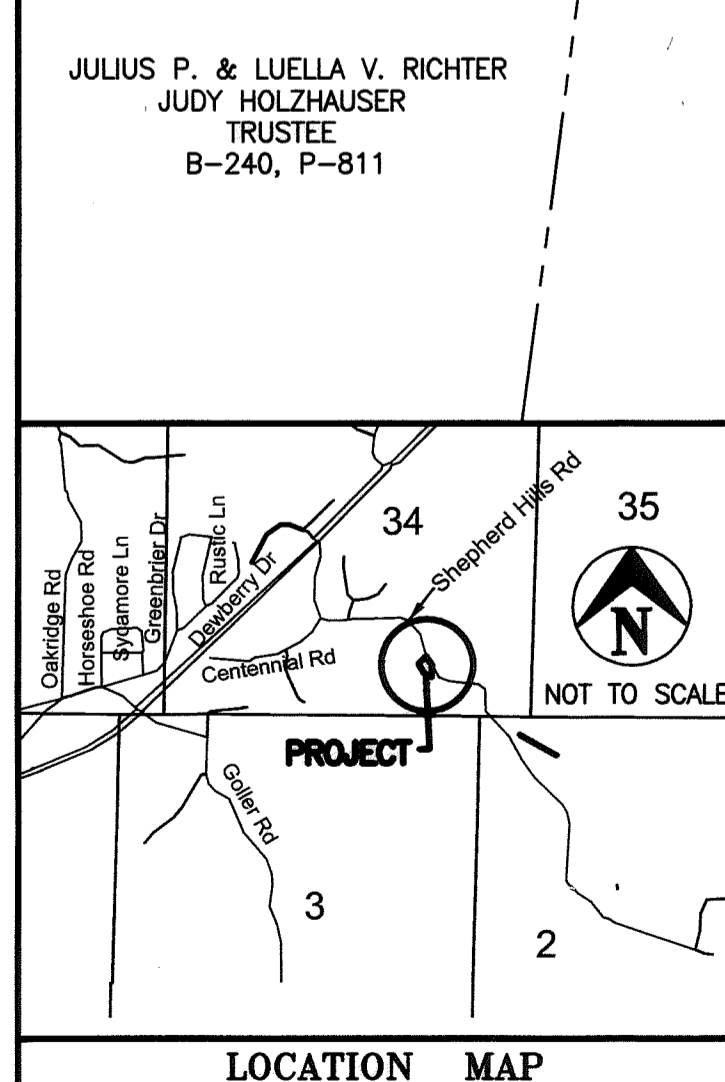 JULIUS P. & LUELLA V. RICHTER
JUDY HOLZHAUSER
TRUSTEE
B-240, P-811
34
35
Shepherd Hills Rd
Oakridge Rd
Horseshoe Rd
Sycamore Ln
Greenbrier Dr
Rustic Ln
Dewberry Dr
Centennial Rd
N
NOT TO SCALE
PROJECT
Goller Rd
3
2
LOCATION MAP